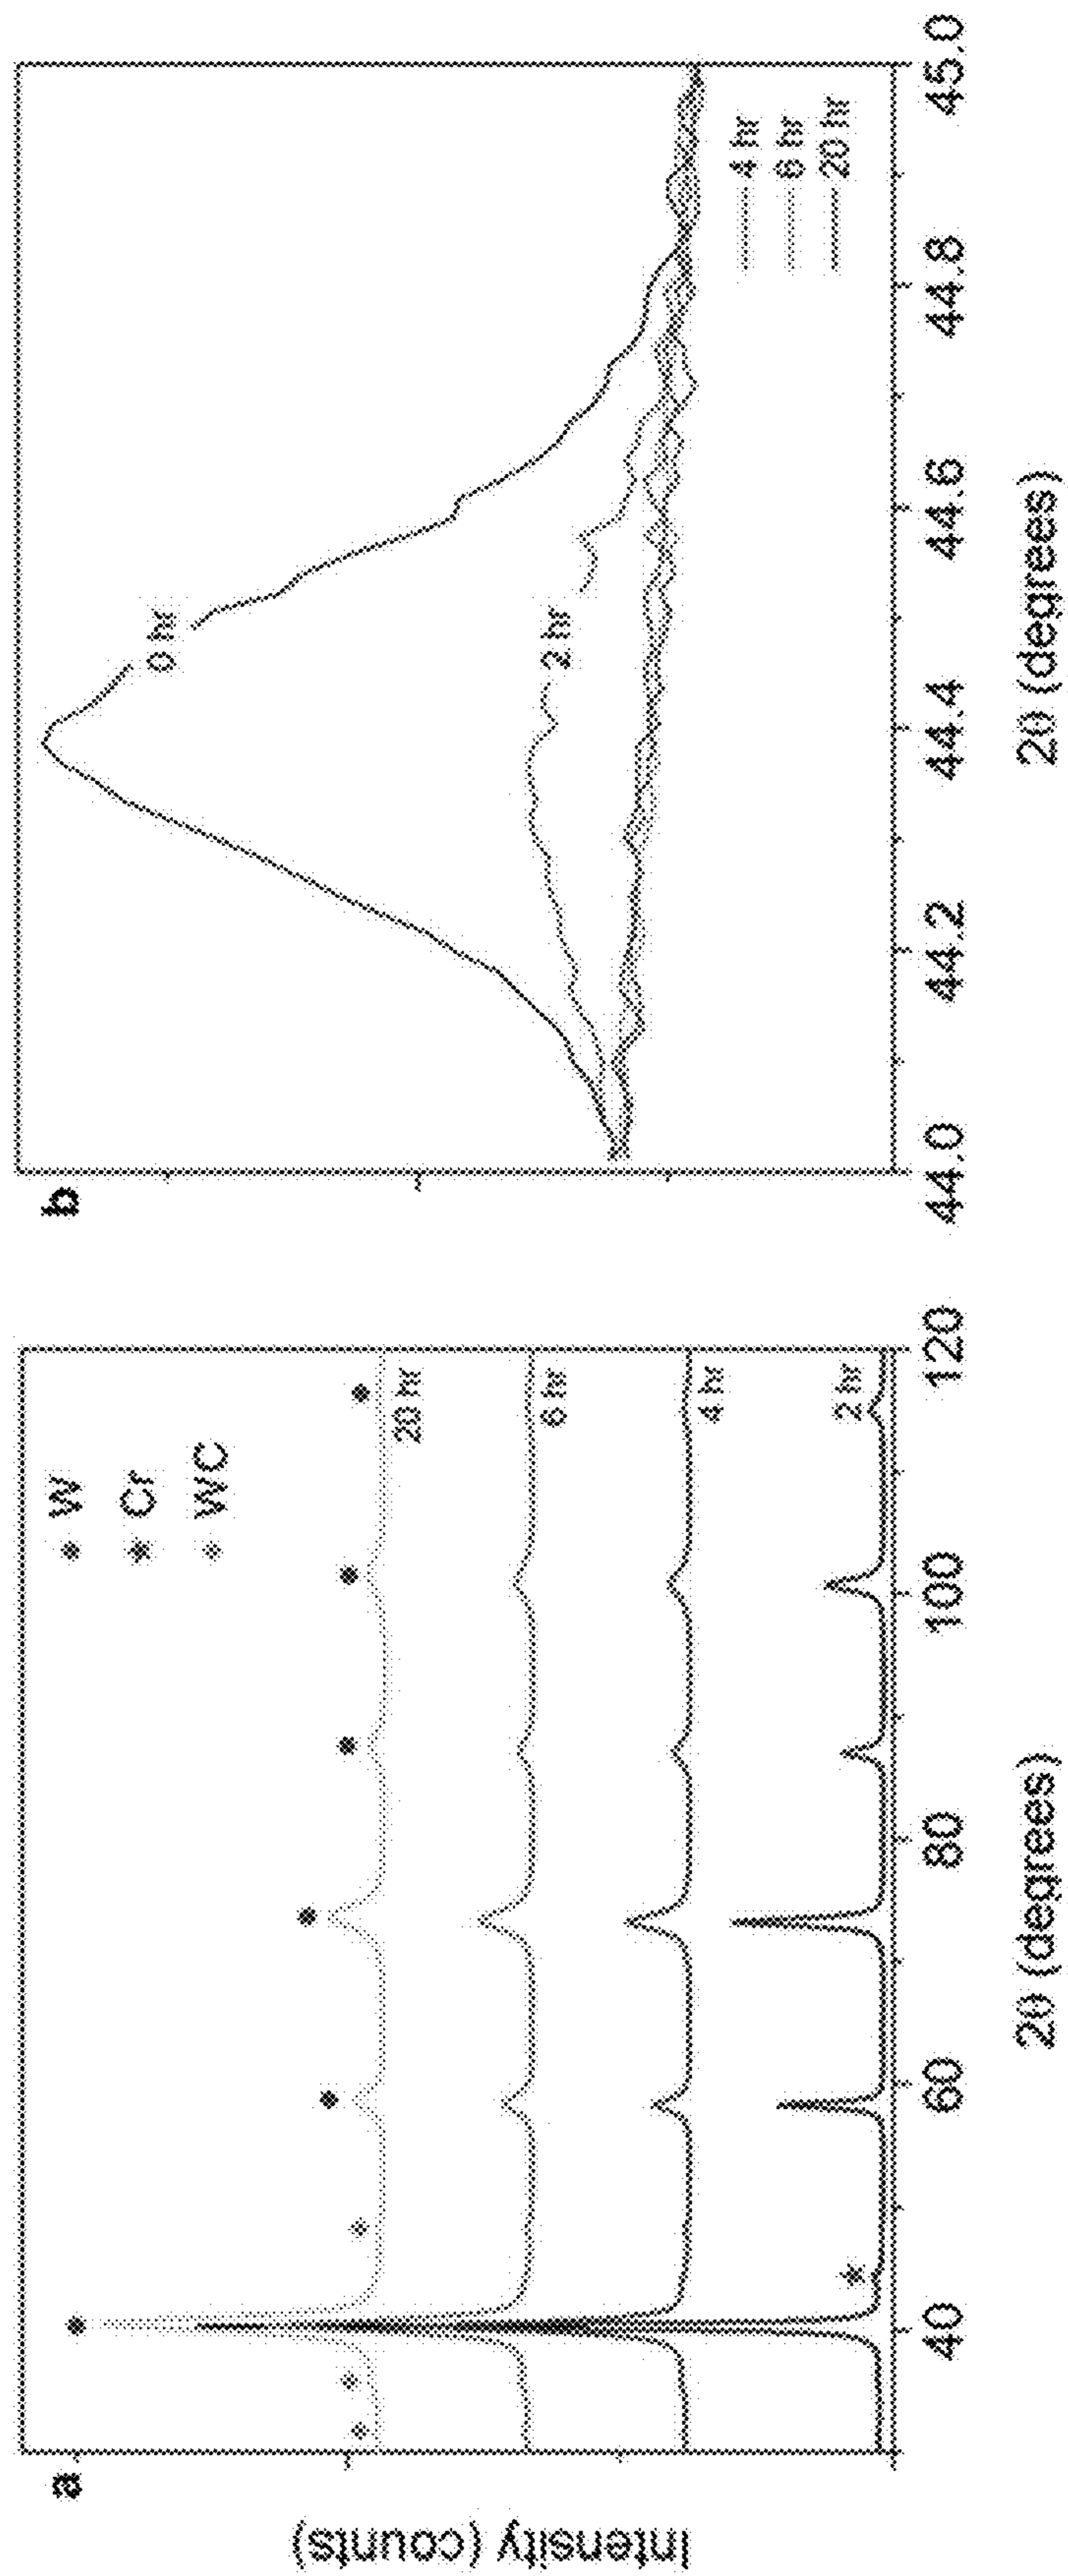 a
Intensity (counts)
W
Cr
WC
20 hr
6 hr
4 hr
2 hr
40
60
80
100
120
2θ (degrees)
b
0 hr
2 hr
4 hr
6 hr
20 hr
44.0
44.2
44.4
44.6
44.8
45.0
2θ (degrees)